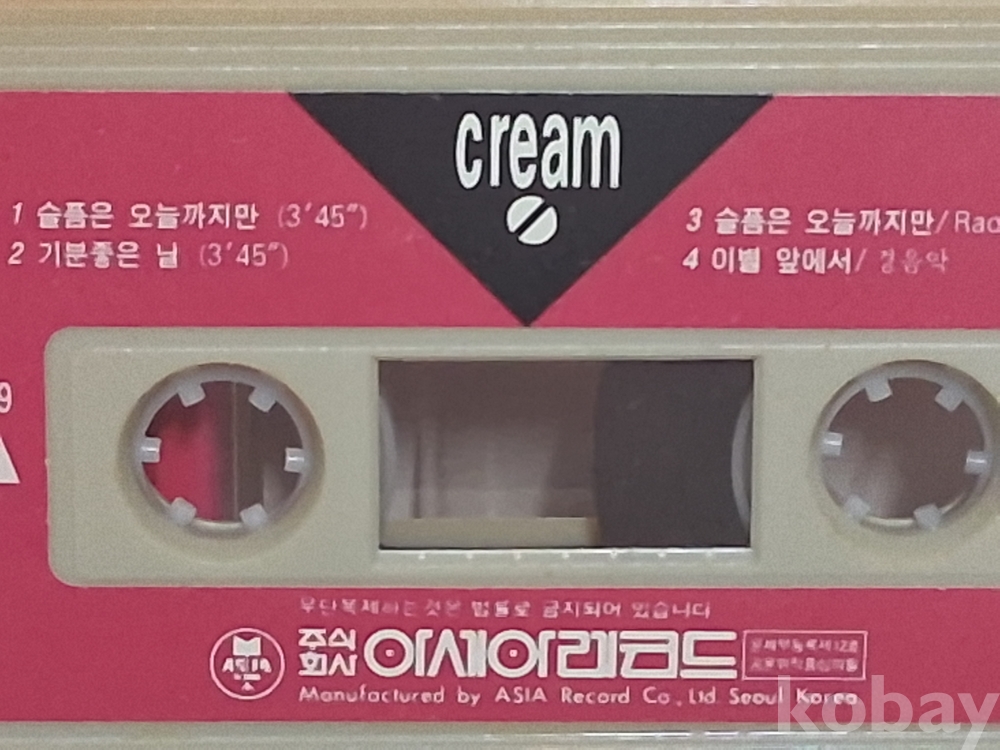 cream
1 슬픔은 오늘까지만 (3′45″)
2 기분좋은 널 (3′45″)
3 슬픔은 오늘까지만/ Rad
4 이별 앞에서/ 경음악
9
무단복제하는것은 법률로 금지되어 있습니다
ASIA
주식회사 아세아레코드
Manufactured by ASIA Record Co., Ltd. Seoul Korea
kobay